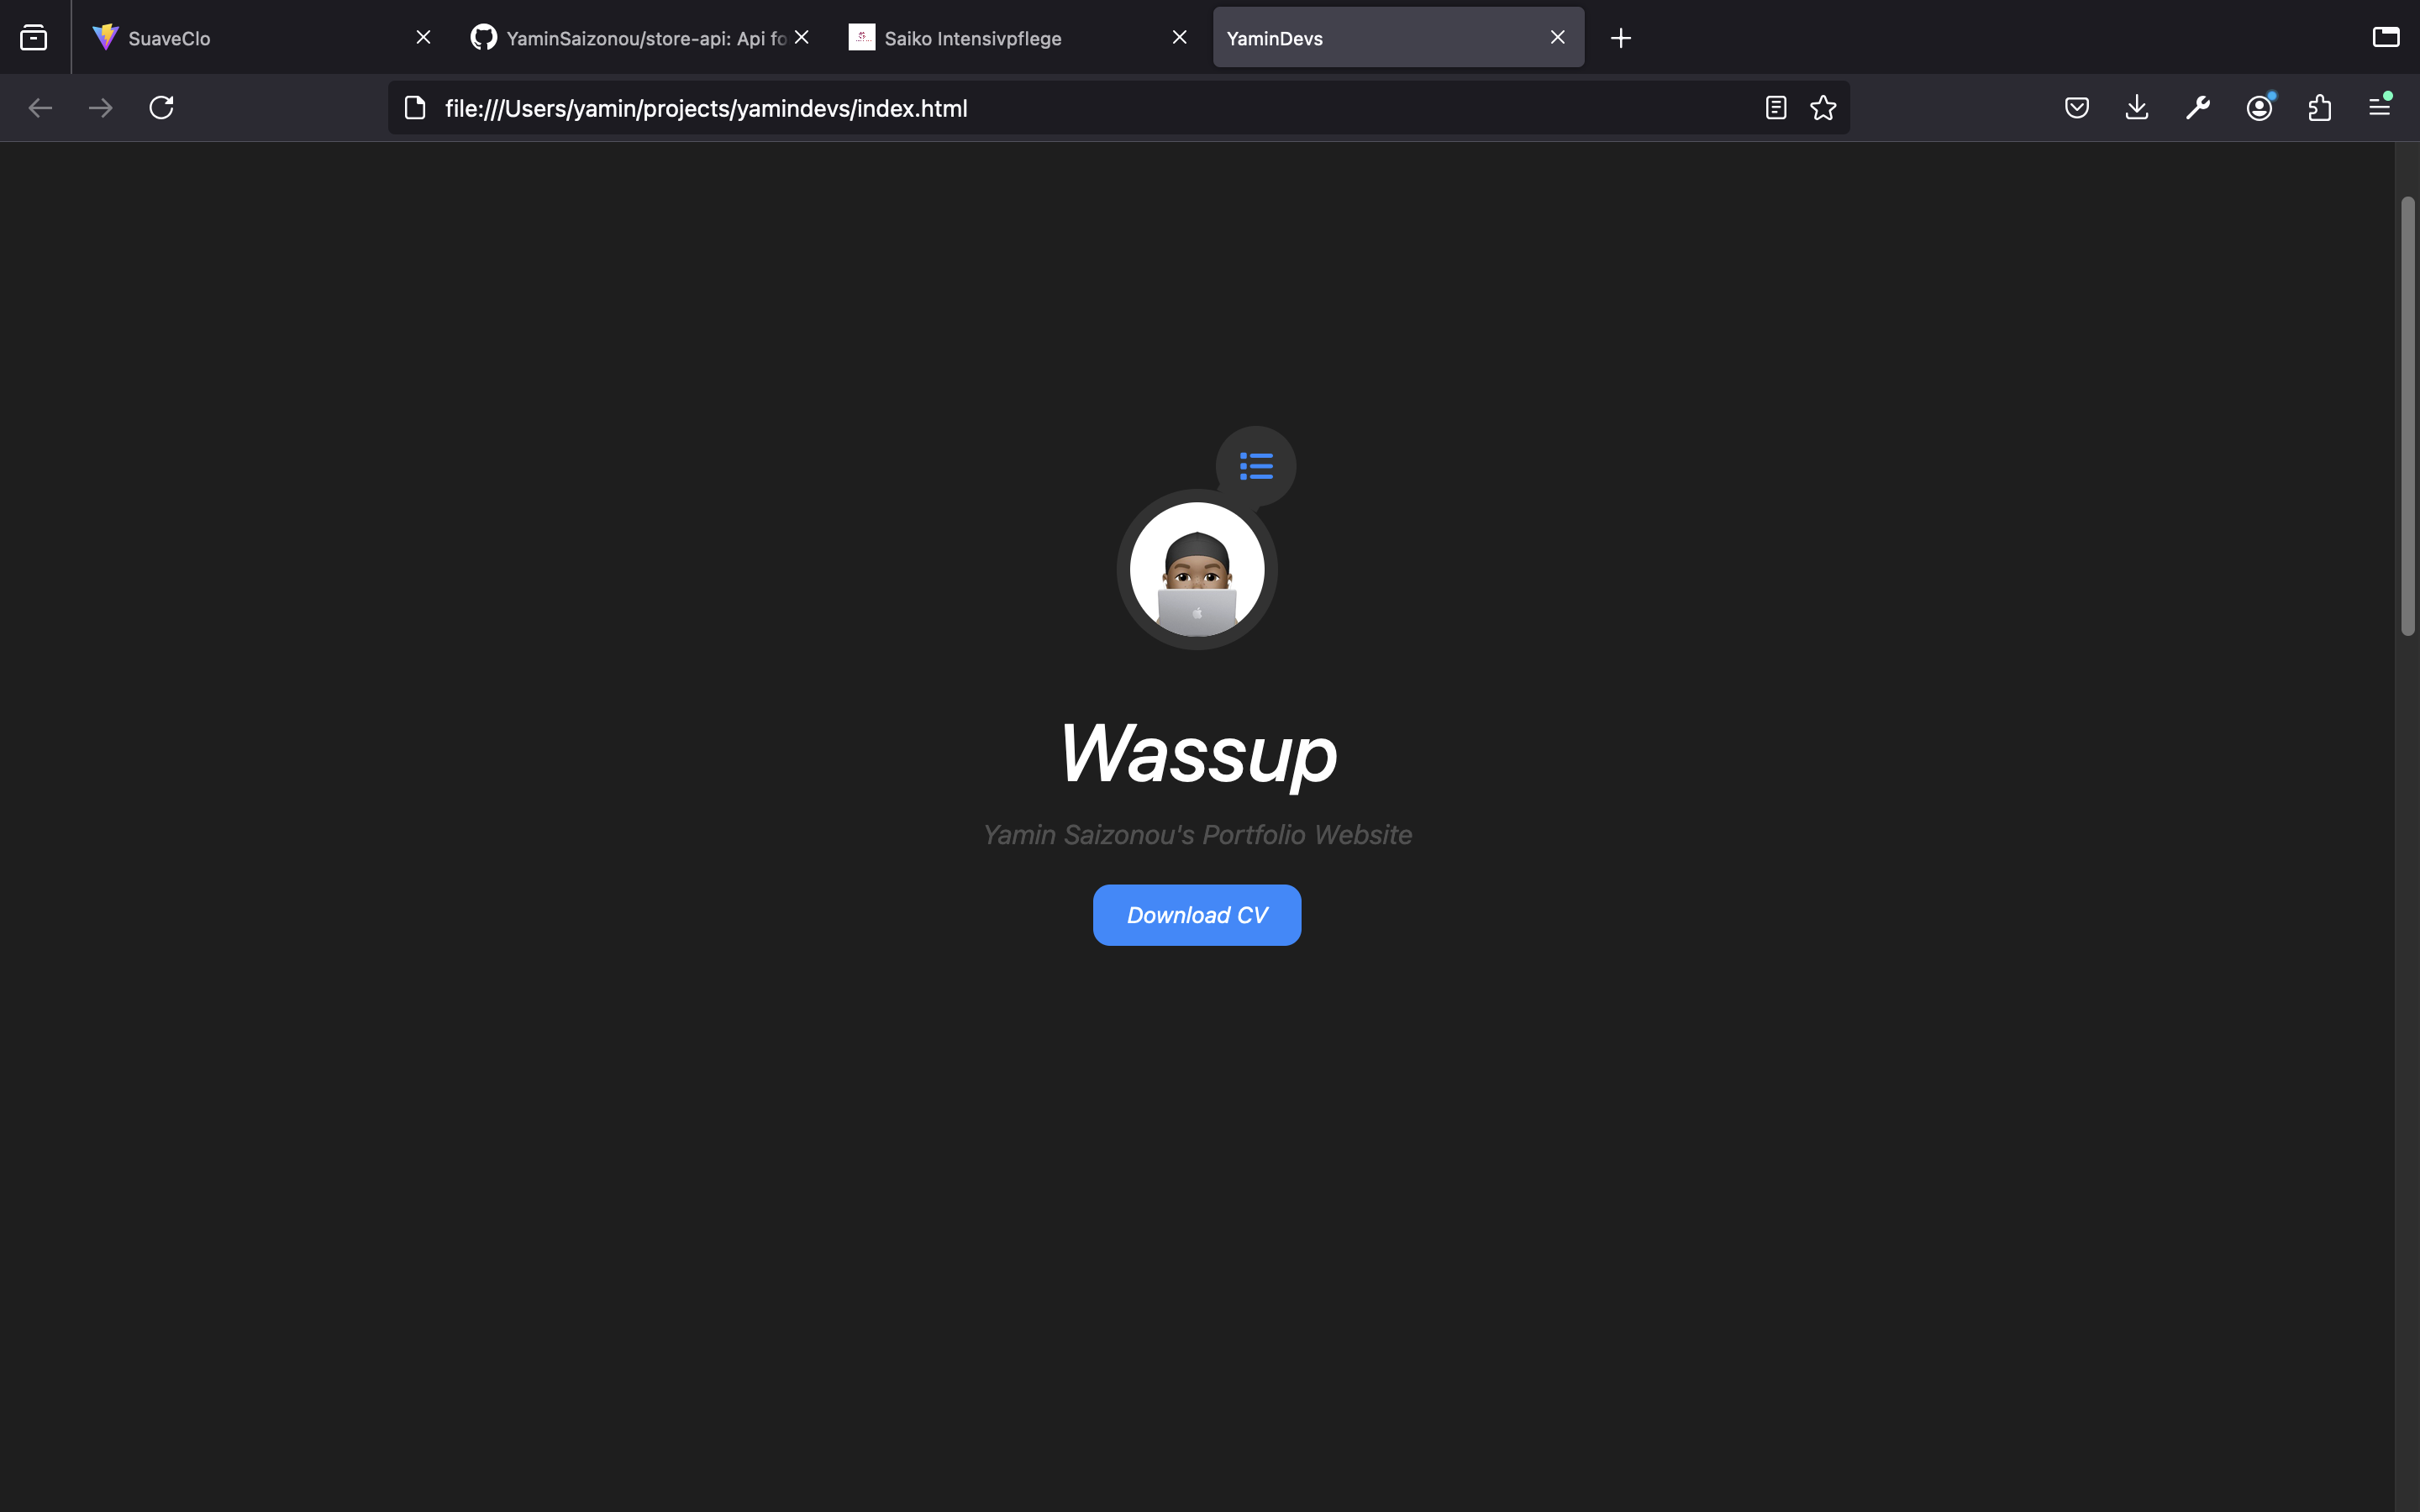 SuaveClo
YaminSaizonou/store-api: Api fo
Saiko Intensivpflege
YaminDevs
file:///Users/yamin/projects/yamindevs/index.html
Wassup
Yamin Saizonou's Portfolio Website
Download CV